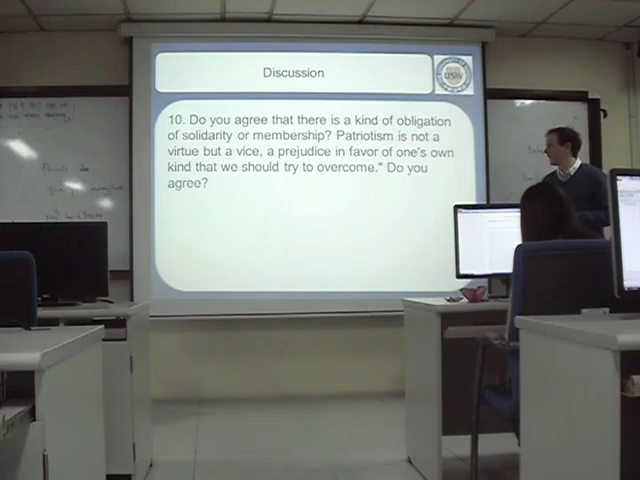 Discussion
10. Do you agree that there is a kind of obligation
of solidarity or membership? Patriotism is not a
virtue but a vice, a prejudice in favor of one's own
kind that we should try to overcome." Do you
agree?